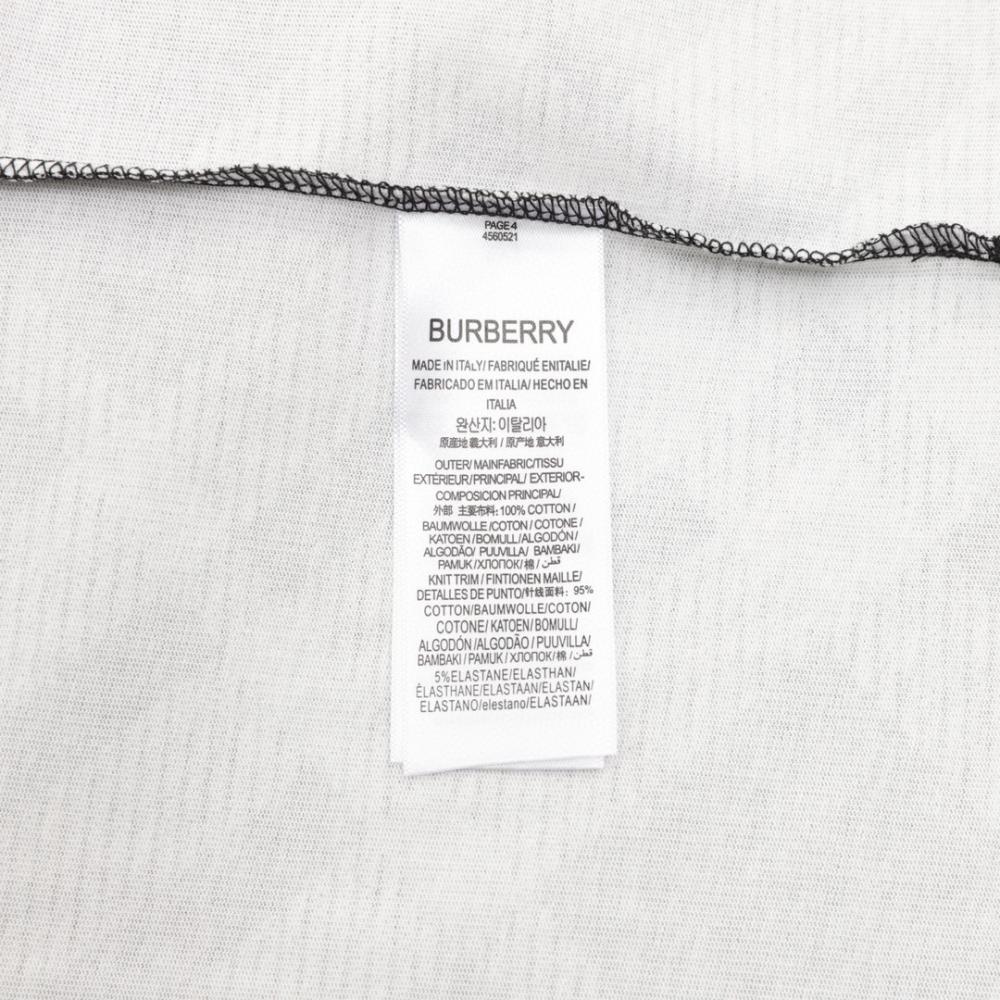 PAGE4
4560521
BURBERRY
MADE IN ITALY/ FABRIQUÉ ENITALIE/
FABRICADO EM ITALIA/ HECHO EN
ITALIA
완산지: 이탈리아
原産地 義大利 / 原产地 意大利
OUTER/ MAINFABRIC/TISSU
EXTÉRIEUR/PRINCIPAL/ EXTERIOR-
COMPOSICION PRINCIPAL/
外部 主要布料: 100% COTTON /
BAUMWOLLE /COTON / COTONE /
KATOEN / BOMULL/ALGODÓN /
ALGODÃO/ PUUVILLA/ BAMBAKI/
PAMUK /ХЛОПОК/ 棉 / قطن
KNIT TRIM / FINTIONEN MAILLE/
DETALLES DE PUNTO/针线面料: 95%
COTTON/BAUMWOLLE/COTON/
COTONE/ KATOEN/ BOMULL/
ALGODÓN /ALGODÃO / PUUVILLA/
BAMBAKI / PAMUK / ХЛОПОК/棉 / قطن
5%ELASTANE/ELASTHAN/
ÉLASTHANE/ELASTAAN/ELASTAN/
ELASTANO/elestano/ELASTAAN/